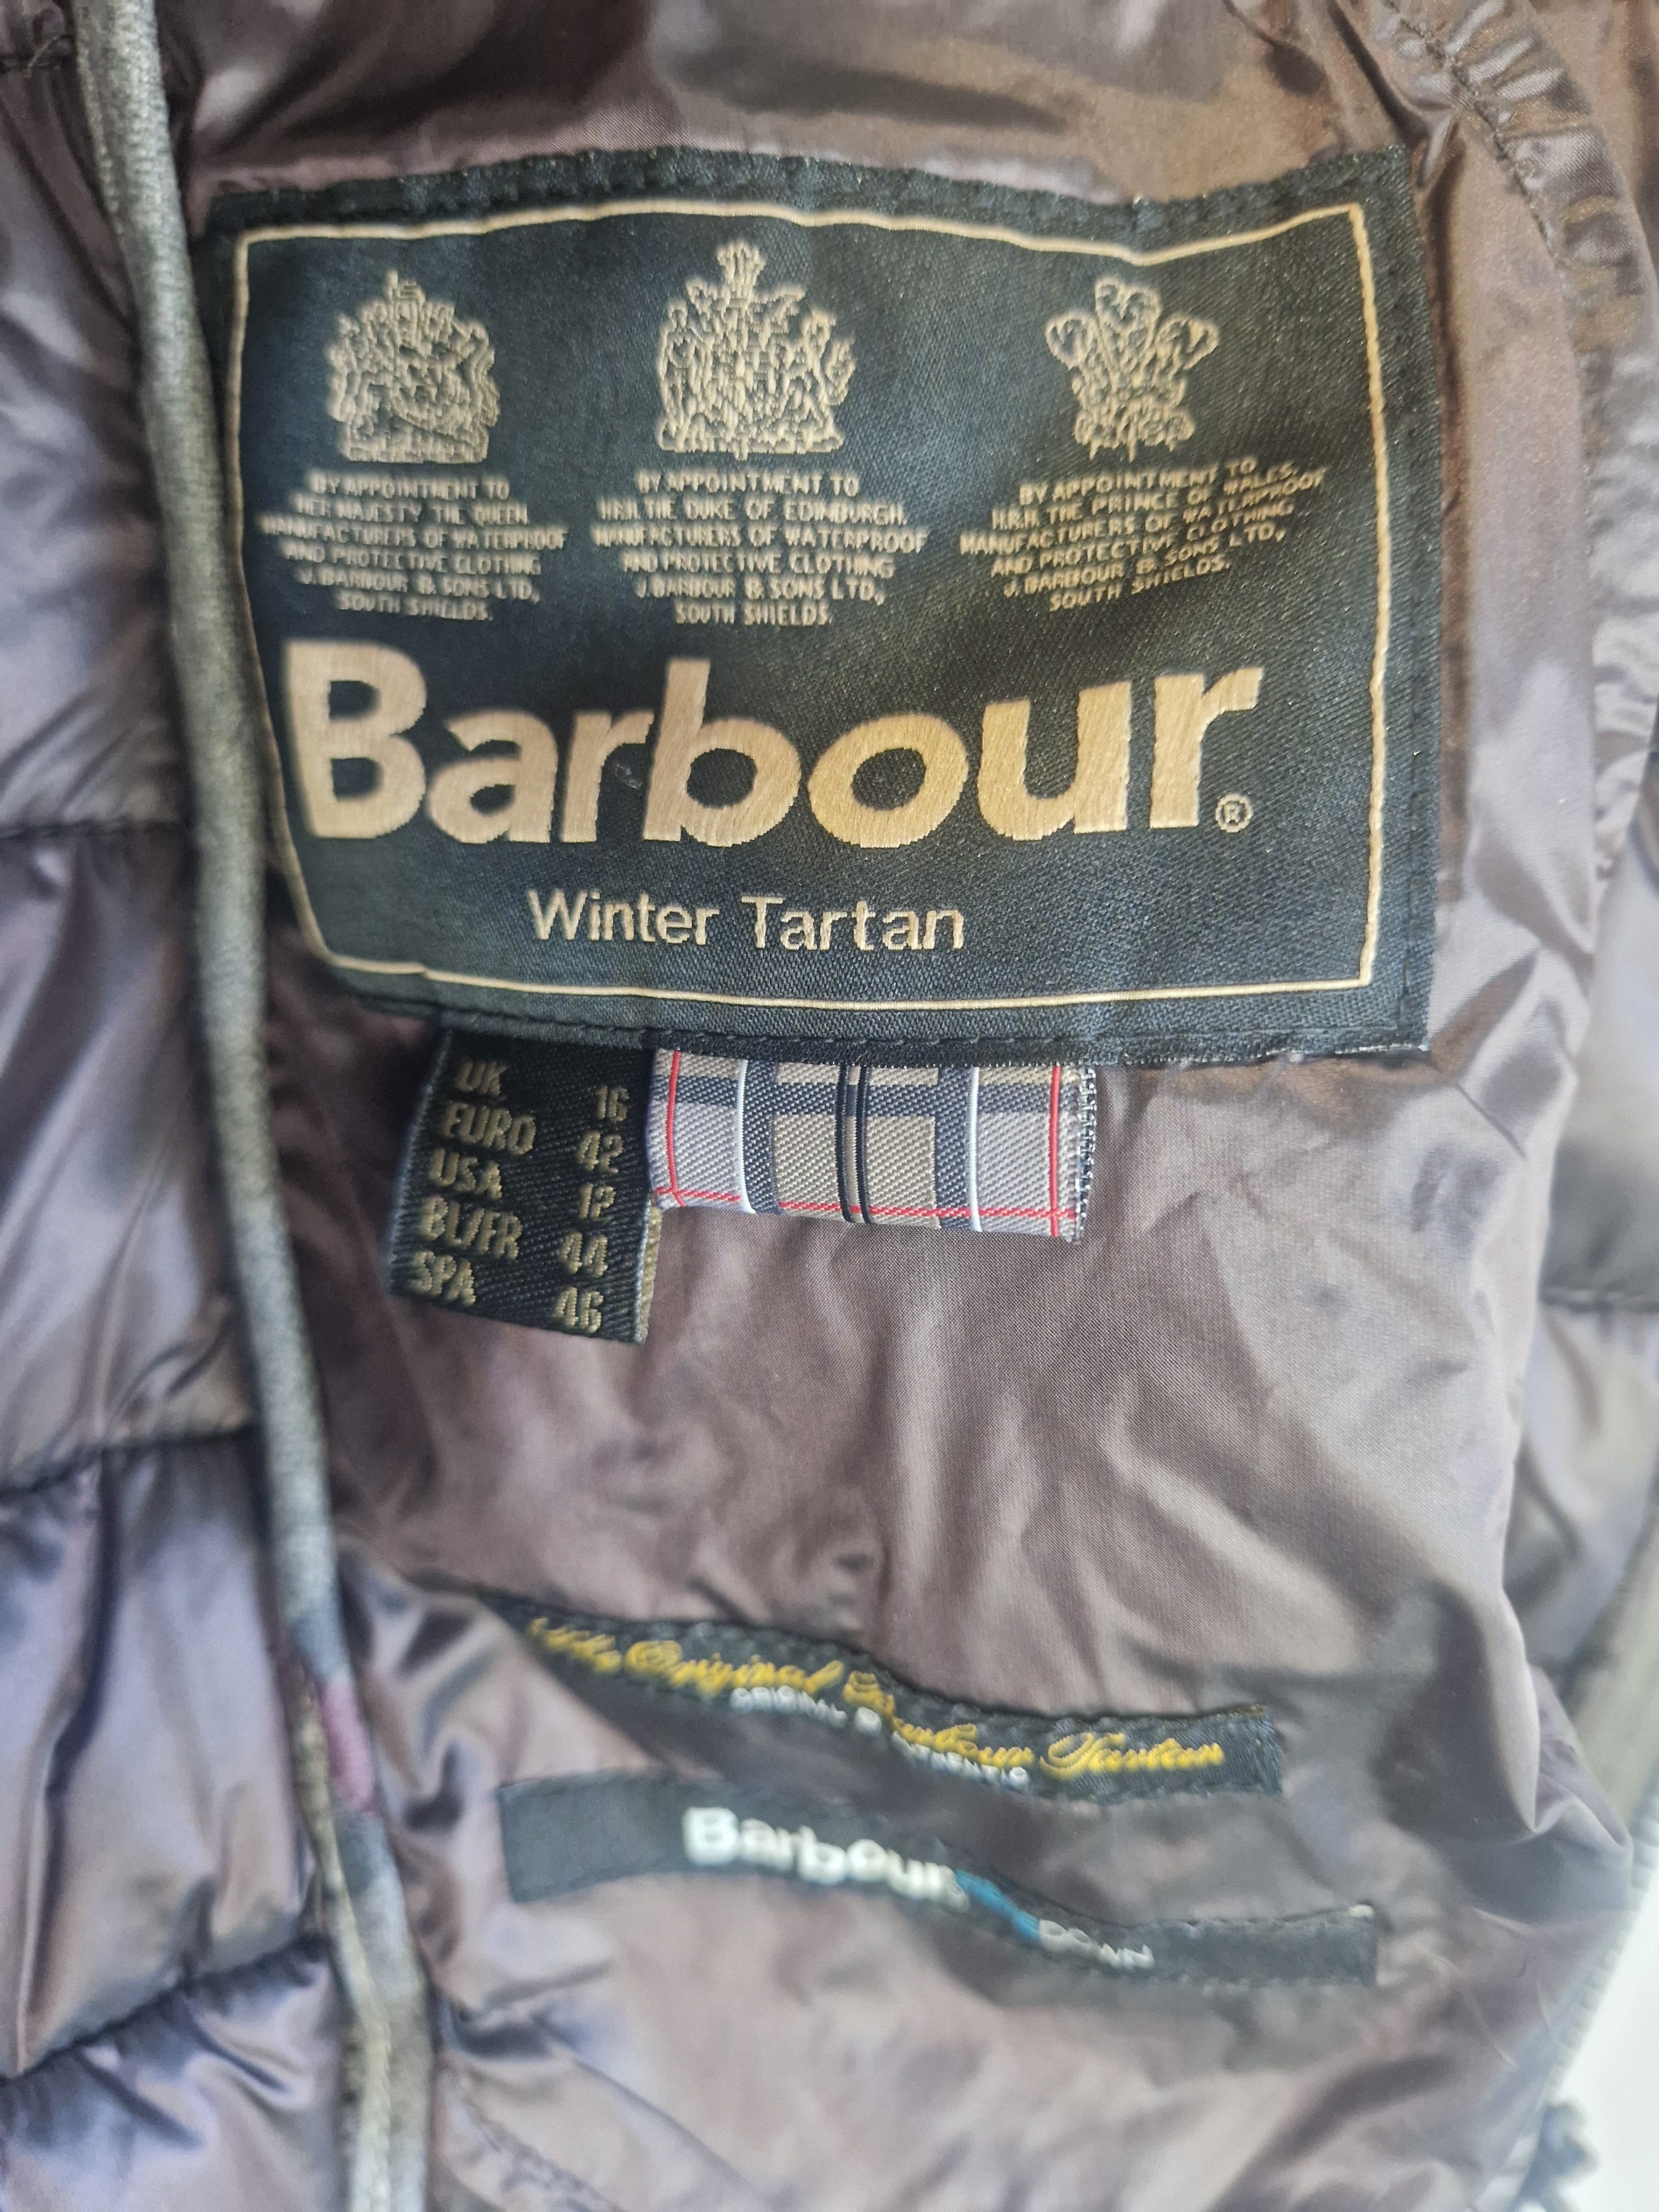 BY APPOINTMENT TO
HER MAJESTY THE QUEEN
MANUFACTURERS OF WATERPROOF
AND PROTECTIVE CLOTHING
J. BARBOUR & SONS LTD,
SOUTH SHIELDS.
BY APPOINTMENT TO
H.R.H. THE DUKE OF EDINBURGH.
MANUFACTURERS OF WATERPROOF
AND PROTECTIVE CLOTHING
J. BARBOUR & SONS LTD,
SOUTH SHIELDS.
BY APPOINTMENT TO
H.R.H. THE PRINCE OF WALES.
MANUFACTURERS OF WATERPROOF
AND PROTECTIVE CLOTHING
J. BARBOUR & SONS LTD,
SOUTH SHIELDS.
Barbour®
Winter Tartan
UK 16
EURO 42
USA 12
BL/FR 44
SPA 46
Original Barbour Tartan
Barbour DOWN